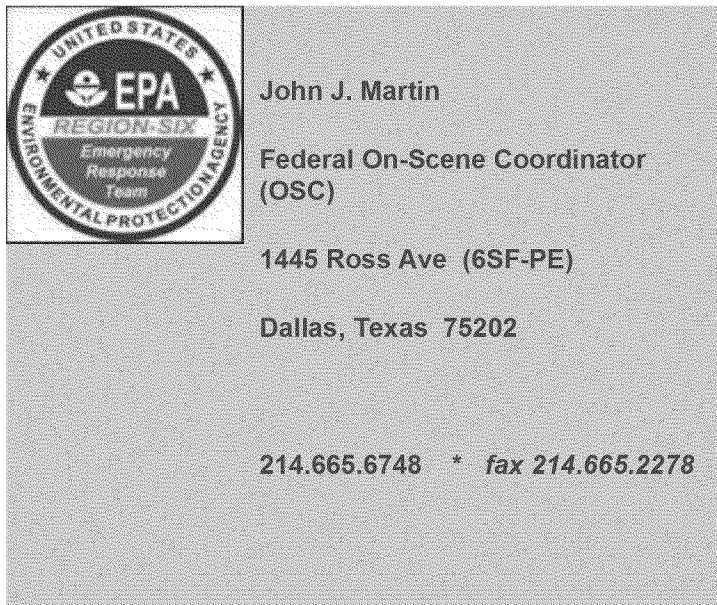 UNITED STATES
EPA
REGION-SIX
Emergency
Response
Team
ENVIRONMENTAL PROTECTION AGENCY
John J. Martin
Federal On-Scene Coordinator
(OSC)
1445 Ross Ave (6SF-PE)
Dallas, Texas 75202
214.665.6748 * fax 214.665.2278